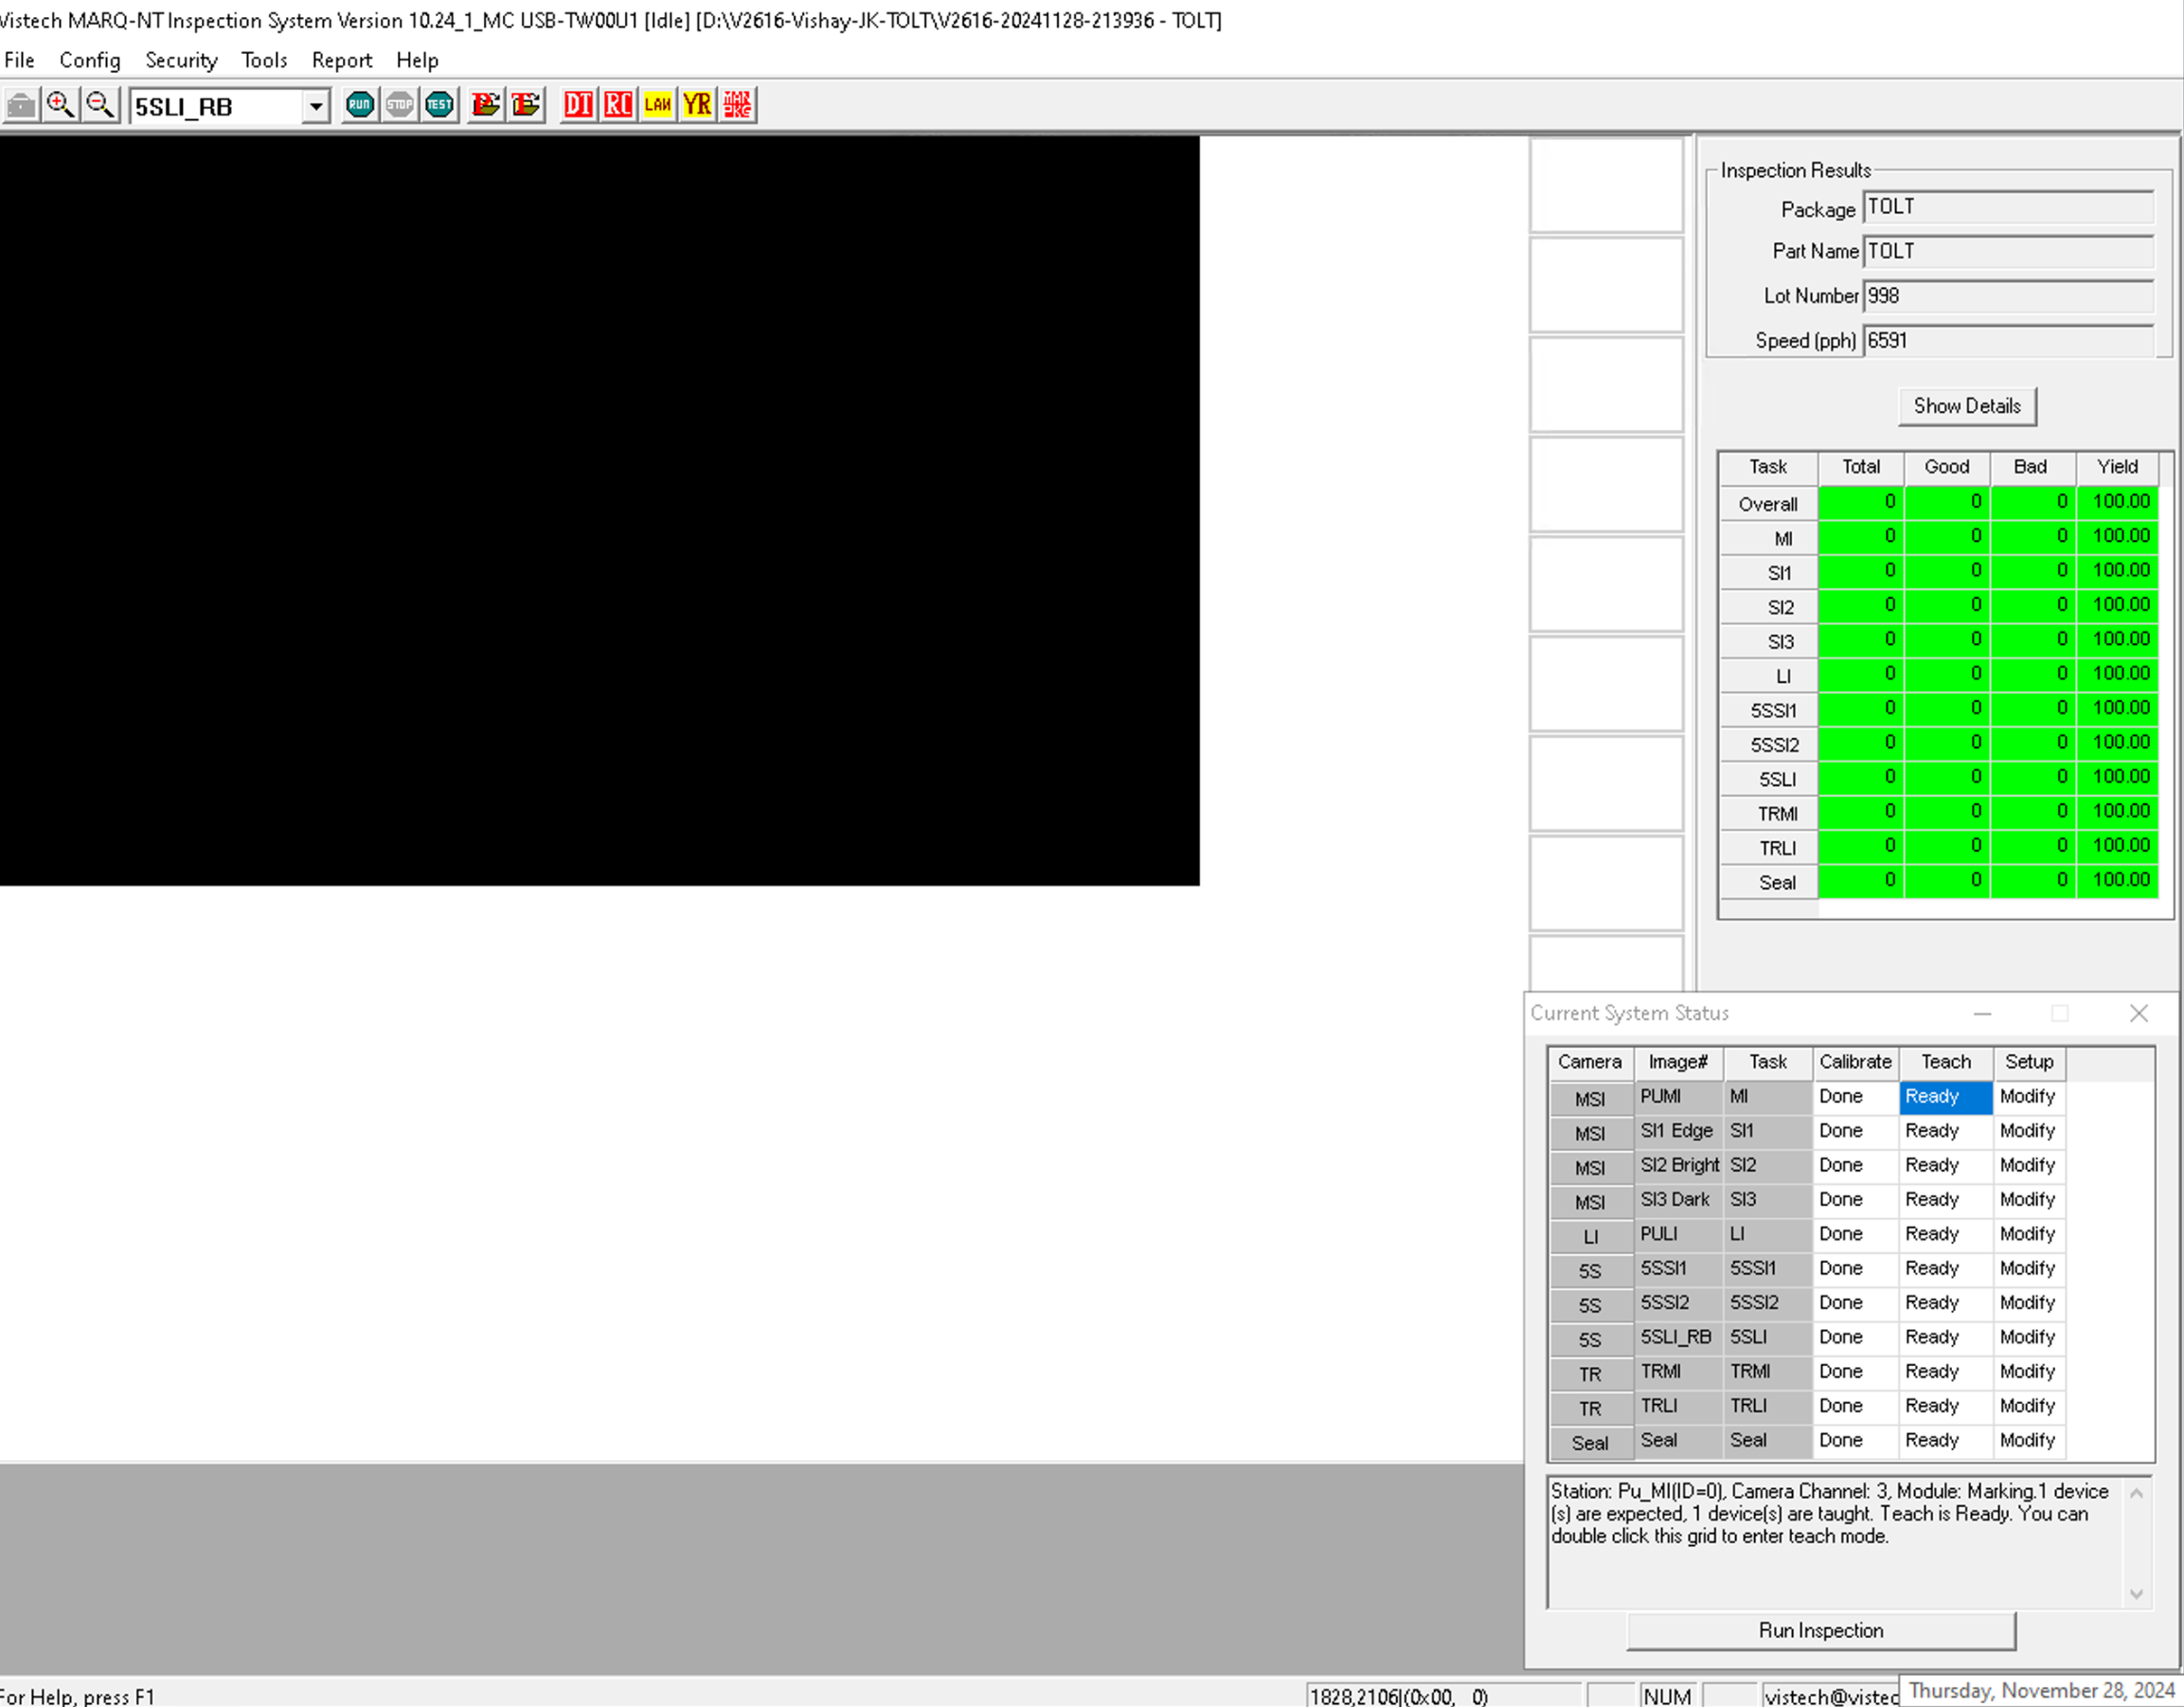 Vistech MARQ-NT Inspection System Version 10.24_1_MC USB-TW00U1 [Idle] [D:\V2616-Vishay-JK-TOLT\V2616-20241128-213936 - TOLT]
File Config Security Tools Report Help
5SLI_RB RUN STOP TEST DT RC LAW YR
Inspection Results
Package TOLT
Part Name TOLT
Lot Number 998
Speed (pph) 6591
Show Details
Task Total Good Bad Yield
Overall 0 0 0 100.00
MI 0 0 0 100.00
SI1 0 0 0 100.00
SI2 0 0 0 100.00
SI3 0 0 0 100.00
LI 0 0 0 100.00
5SSI1 0 0 0 100.00
5SSI2 0 0 0 100.00
5SLI 0 0 0 100.00
TRMI 0 0 0 100.00
TRLI 0 0 0 100.00
Seal 0 0 0 100.00
Current System Status
Camera Image# Task Calibrate Teach Setup
MSI PUMI MI Done Ready Modify
MSI SI1 Edge SI1 Done Ready Modify
MSI SI2 Bright SI2 Done Ready Modify
MSI SI3 Dark SI3 Done Ready Modify
LI PULI LI Done Ready Modify
5S 5SSI1 5SSI1 Done Ready Modify
5S 5SSI2 5SSI2 Done Ready Modify
5S 5SLI_RB 5SLI Done Ready Modify
TR TRMI TRMI Done Ready Modify
TR TRLI TRLI Done Ready Modify
Seal Seal Seal Done Ready Modify
Station: Pu_MI(ID=0), Camera Channel: 3, Module: Marking.1 device
(s) are expected, 1 device(s) are taught. Teach is Ready. You can
double click this grid to enter teach mode.
Run Inspection
For Help, press F1 1828,2106|(0x00, 0) NUM vistech@vistec Thursday, November 28, 2024